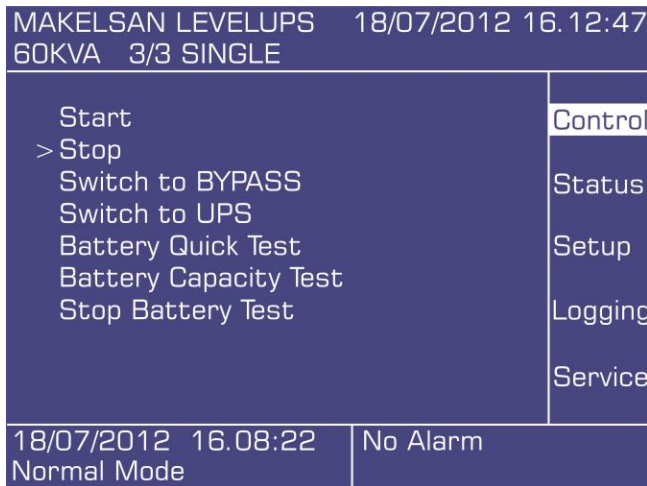 MAKELSAN LEVELUPS 18/07/2012 16.12:47
60KVA 3/3 SINGLE
Start
>Stop
Switch to BYPASS
Switch to UPS
Battery Quick Test
Battery Capacity Test
Stop Battery Test
Control
Status
Setup
Logging
Service
18/07/2012 16.08:22
Normal Mode
No Alarm